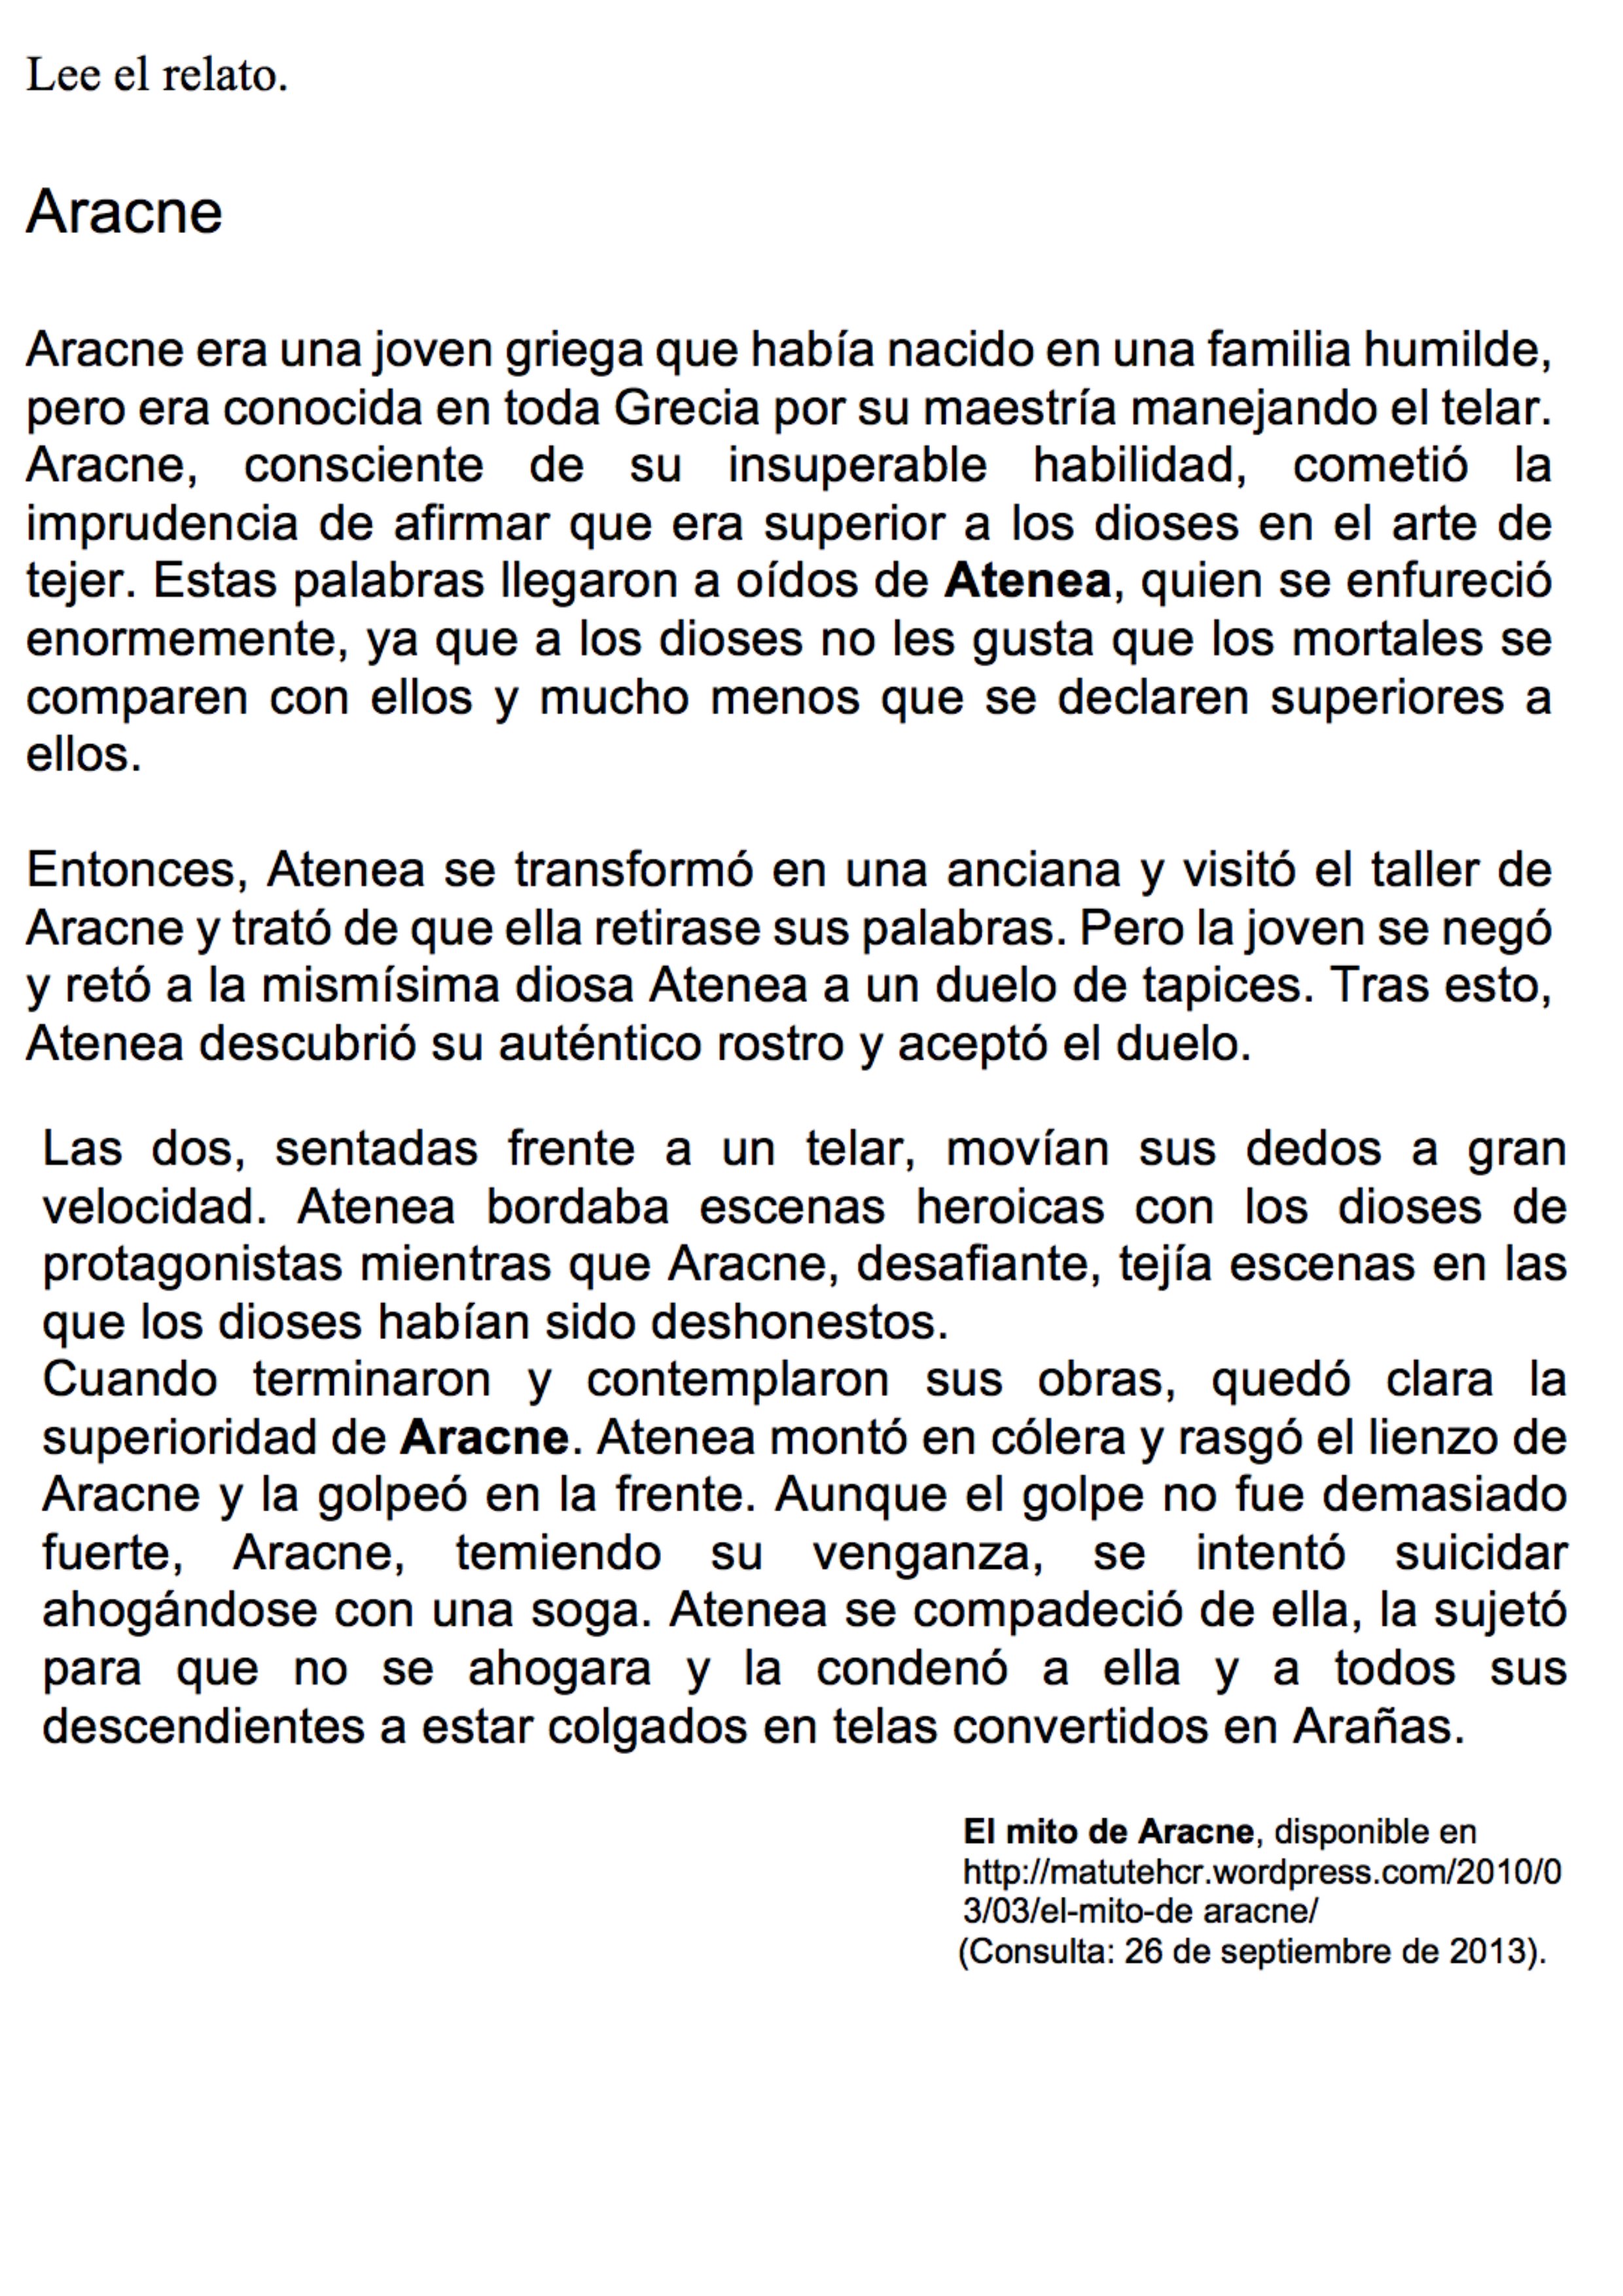 Lee el relato.
Aracne
Aracne era una joven griega que había nacido en una familia humilde,
pero era conocida en toda Grecia por su maestría manejando el telar.
Aracne, consciente de su insuperable habilidad, cometió la
imprudencia de afirmar que era superior a los dioses en el arte de
tejer. Estas palabras llegaron a oídos de Atenea, quien se enfureció
enormemente, ya que a los dioses no les gusta que los mortales se
comparen con ellos y mucho menos que se declaren superiores a
ellos.
Entonces, Atenea se transformó en una anciana y visitó el taller de
Aracne y trató de que ella retirase sus palabras. Pero la joven se negó
y retó a la mismísima diosa Atenea a un duelo de tapices. Tras esto,
Atenea descubrió su auténtico rostro y aceptó el duelo.
Las dos, sentadas frente a un telar, movían sus dedos a gran
velocidad. Atenea bordaba escenas heroicas con los dioses de
protagonistas mientras que Aracne, desafiante, tejía escenas en las
que los dioses habían sido deshonestos.
Cuando terminaron y contemplaron sus obras, quedó clara la
superioridad de Aracne. Atenea montó en cólera y rasgó el lienzo de
Aracne y la golpeó en la frente. Aunque el golpe no fue demasiado
fuerte, Aracne, temiendo su venganza, se intentó suicidar
ahogándose con una soga. Atenea se compadeció de ella, la sujetó
para que no se ahogara y la condenó a ella y a todos sus
descendientes a estar colgados en telas convertidos en Arañas.
El mito de Aracne, disponible en
http://matutehcr.wordpress.com/2010/0
3/03/el-mito-de aracne/
(Consulta: 26 de septiembre de 2013).